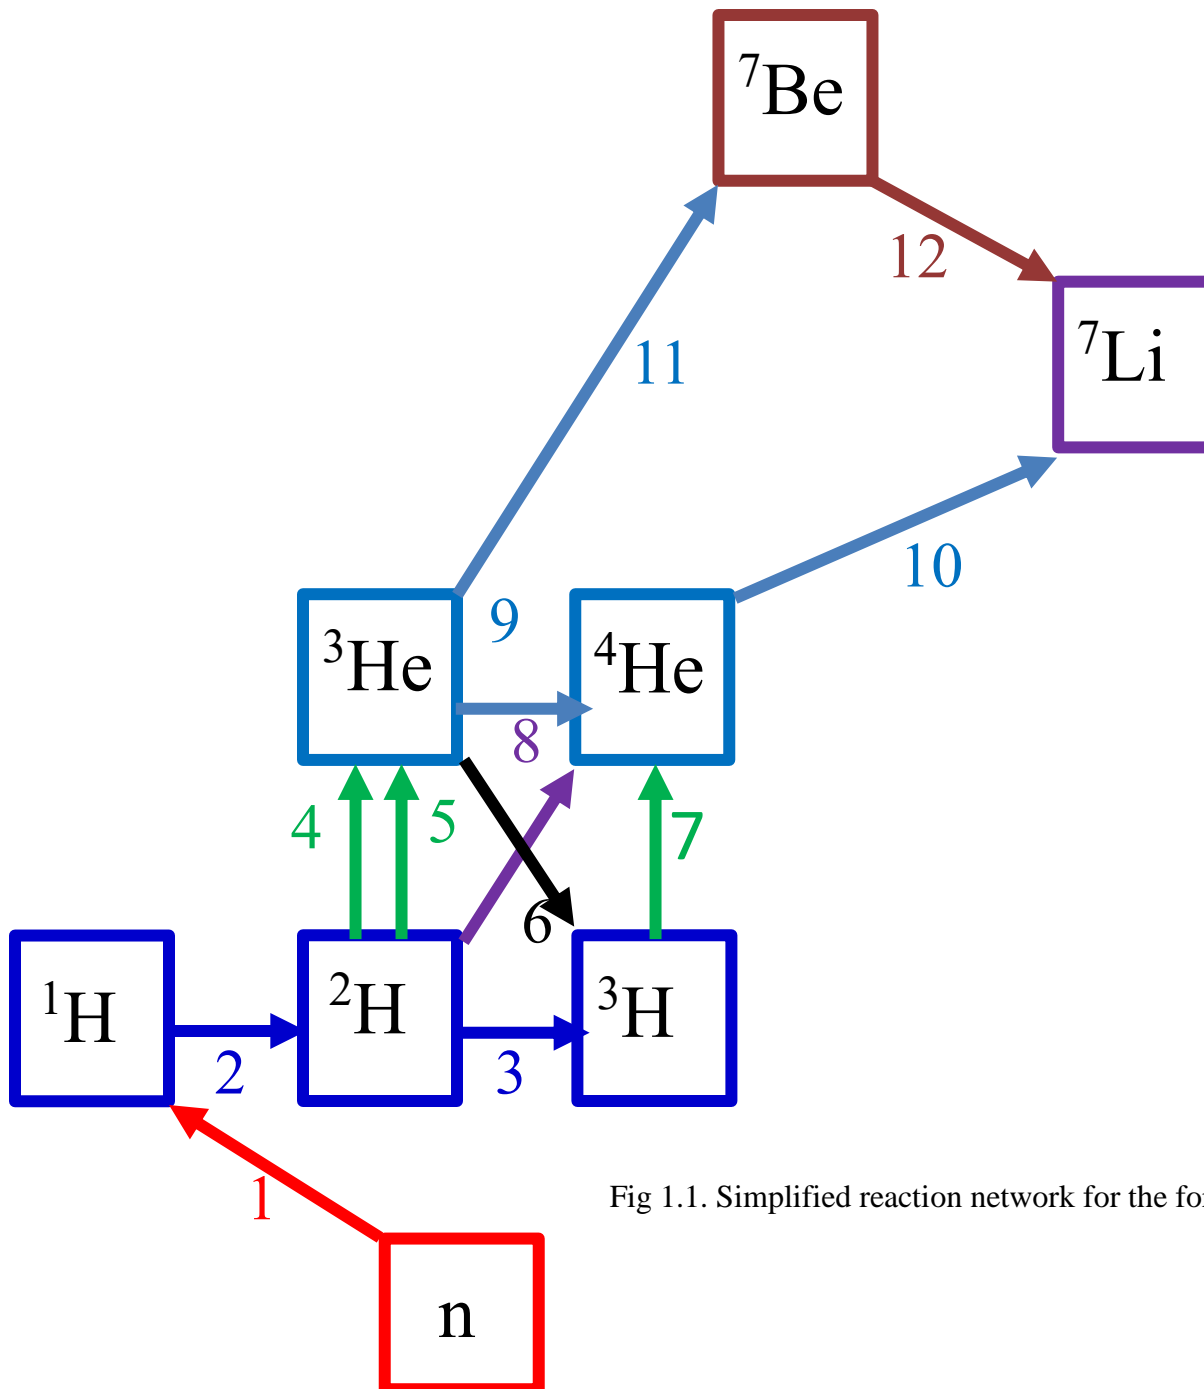 ⁷Be
12
⁷Li
11
10
9
³He
⁴He
8
4
5
7
6
¹H
²H
³H
2
3
1
Fig 1.1. Simplified reaction network for the
n